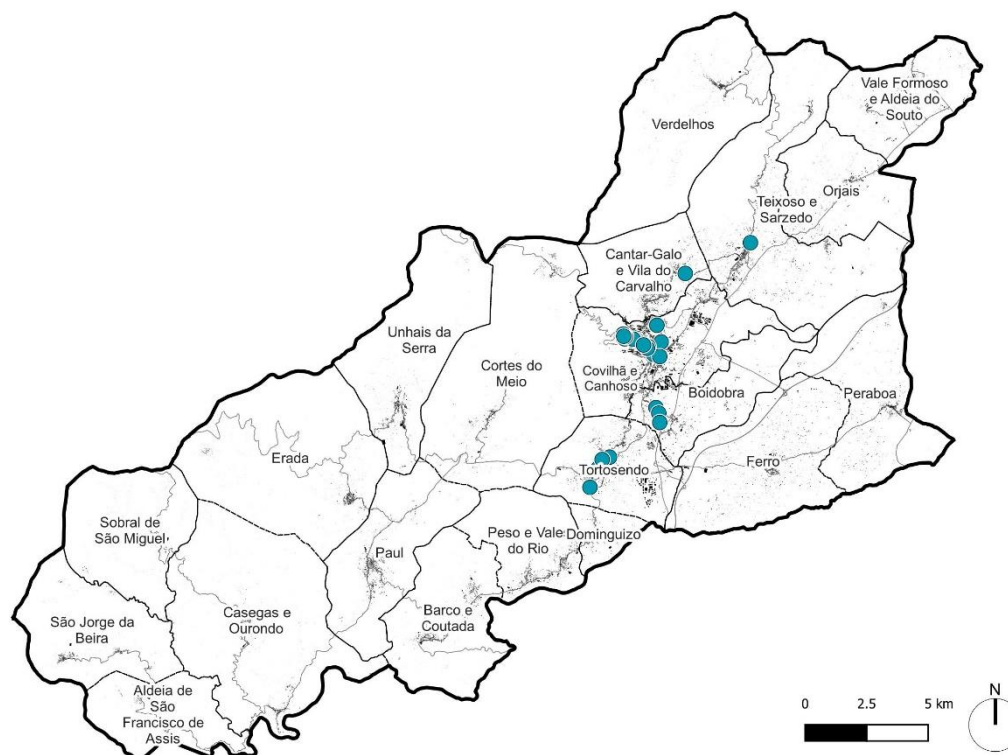 Verdelhos
Vale Formoso
e Aldeia do
Souto
Orjais
Teixoso e
Sarzedo
Cantar-Galo
e Vila do
Carvalho
Unhais da
Serra
Cortes do
Meio
Covilhã e
Canhoso
Boidobra
Peraboa
Erada
Ferro
Tortosendo
Sobral de
São Miguel
Paul
Peso e Vale
do Rio
Dominguizo
Casegas e
Ourondo
Barco e
Coutada
São Jorge da
Beira
Aldeia de
São
Francisco de
Assis
0 2.5 5 km
N